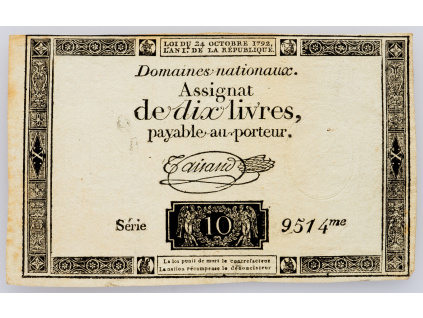 LOI DU 24 OCTOBRE 1792,
L'AN Iᵉʳ. DE LA RÉPUBLIQUE.
Domaines nationaux.
Assignat
de dix livres,
payable au porteur.
Taisaud
Série 10 9514me
X X
La loi punit de mort le contrefacteur
La nation récompense le dénonciateur